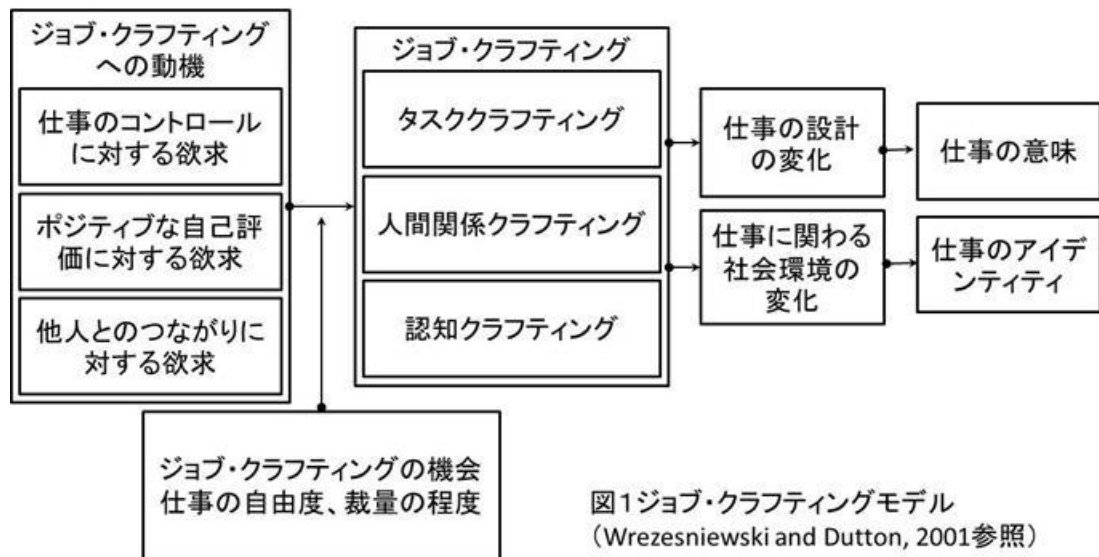 ジョブ・クラフティング
への動機
仕事のコントロール
に対する欲求
ポジティブな自己評
価に対する欲求
他人とのつながりに
対する欲求
ジョブ・クラフティング
タスククラフティング
人間関係クラフティング
認知クラフティング
仕事の設計
の変化
仕事の意味
仕事に関わる
社会環境の
変化
仕事のアイデ
ンティティ
ジョブ・クラフティングの機会
仕事の自由度、裁量の程度
図1ジョブ・クラフティングモデル
(Wrezesniewski and Dutton, 2001参照)